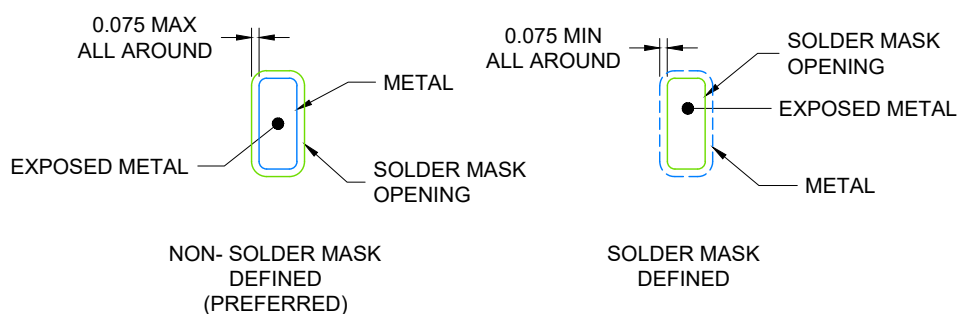 0.075 MAX
ALL AROUND
METAL
EXPOSED METAL
SOLDER MASK
OPENING
NON- SOLDER MASK
DEFINED
(PREFERRED)
0.075 MIN
ALL AROUND
SOLDER MASK
OPENING
EXPOSED METAL
METAL
SOLDER MASK
DEFINED